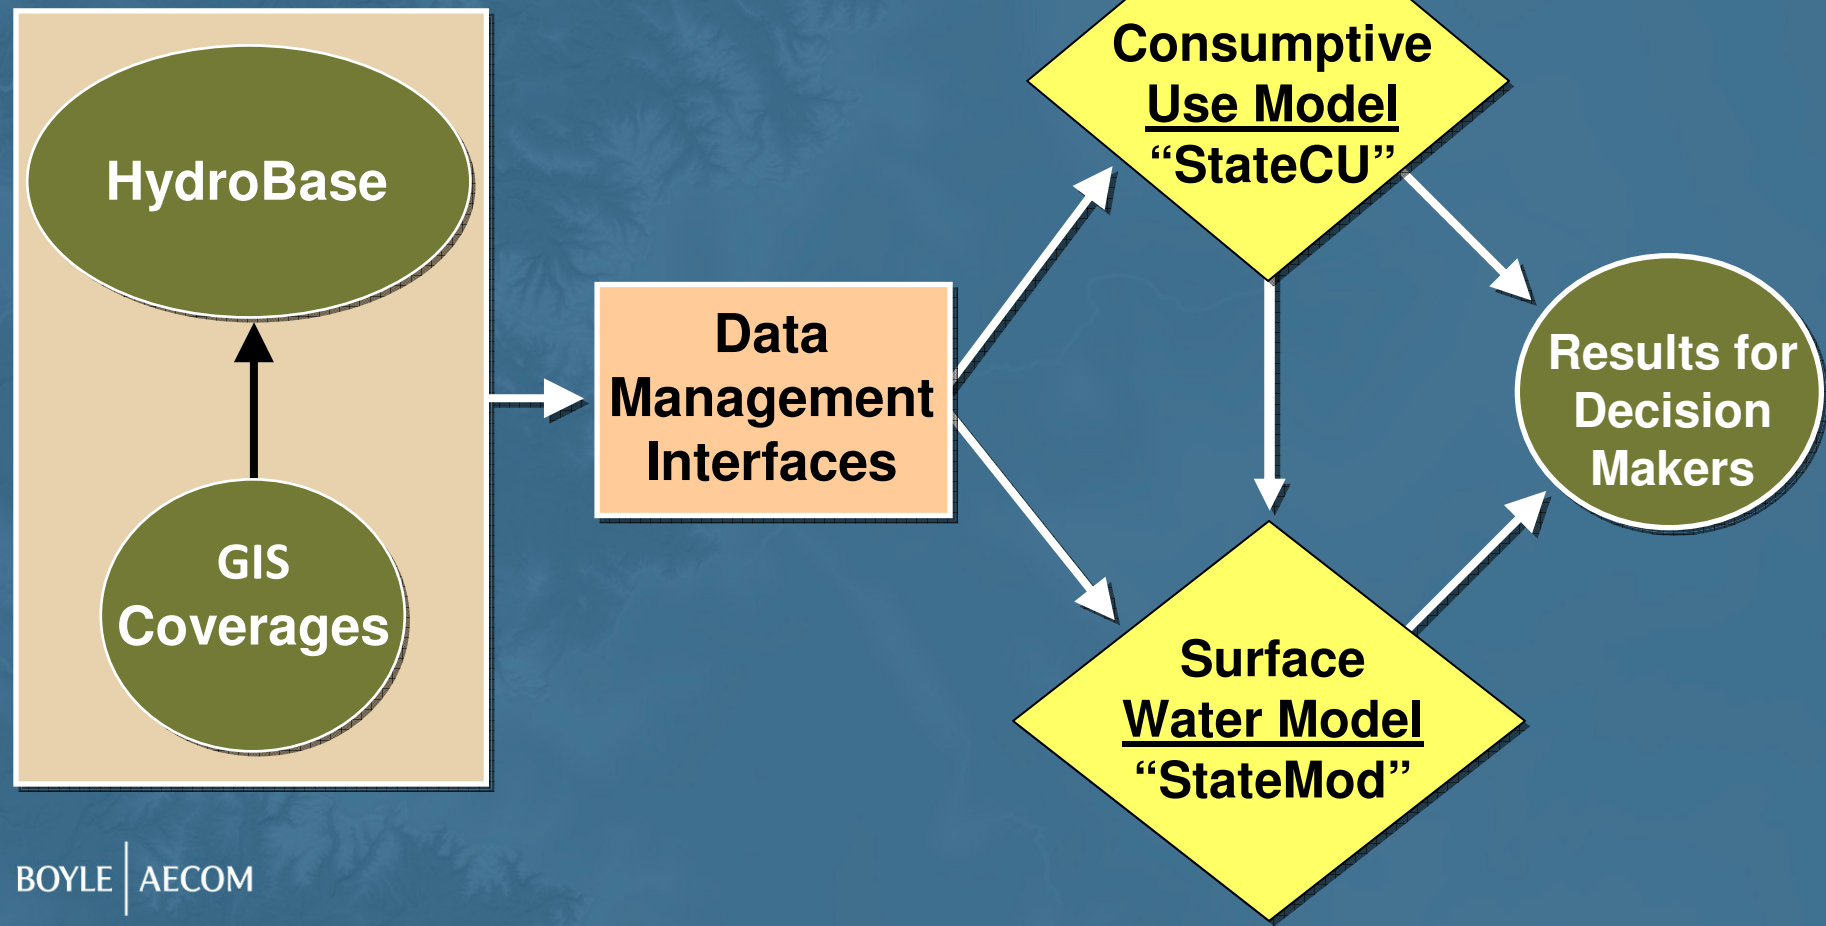 HydroBase
GIS
Coverages
Data
Management
Interfaces
Consumptive
Use Model
“StateCU”
Surface
Water Model
“StateMod”
Results for
Decision
Makers
BOYLE | AECOM